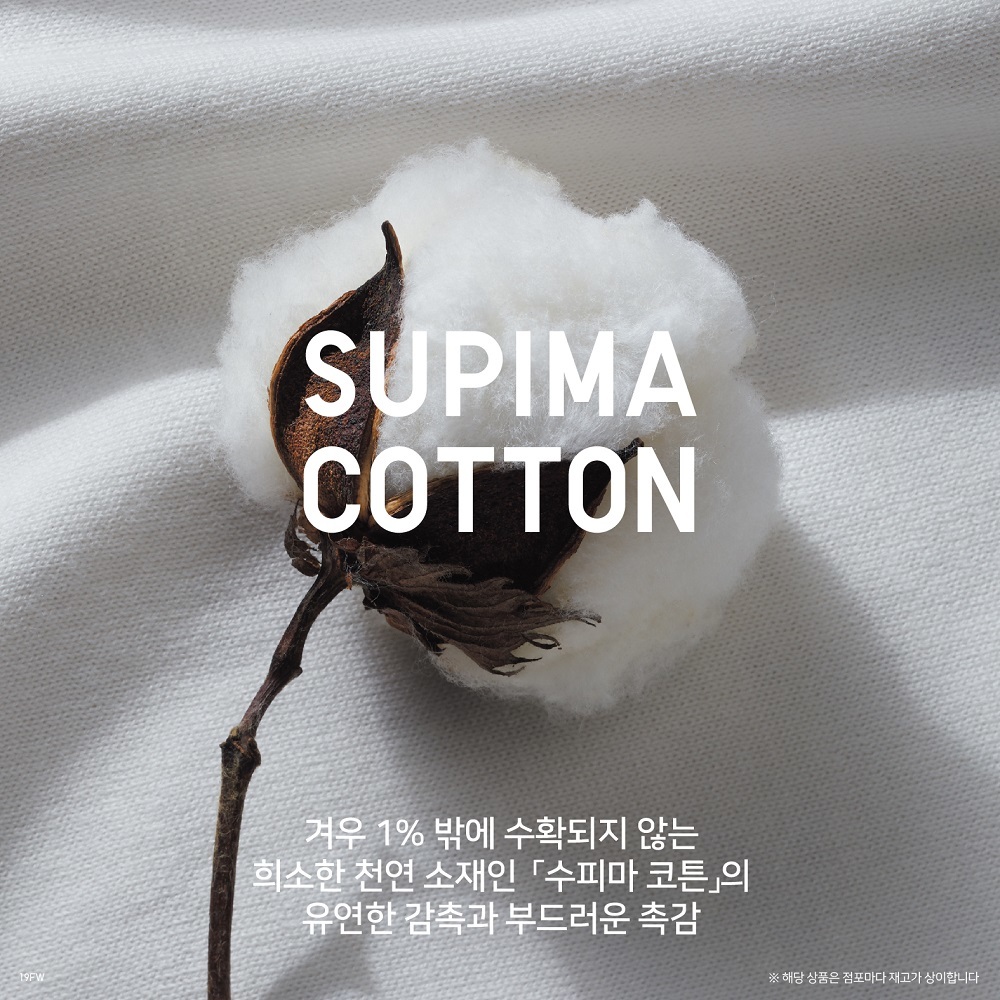 SUPIMA
COTTON
겨우 1% 밖에 수확되지 않는
희소한 천연 소재인 「수피마 코튼」의
유연한 감촉과 부드러운 촉감
19FW
※ 해당 상품은 점포마다 재고가 상이합니다